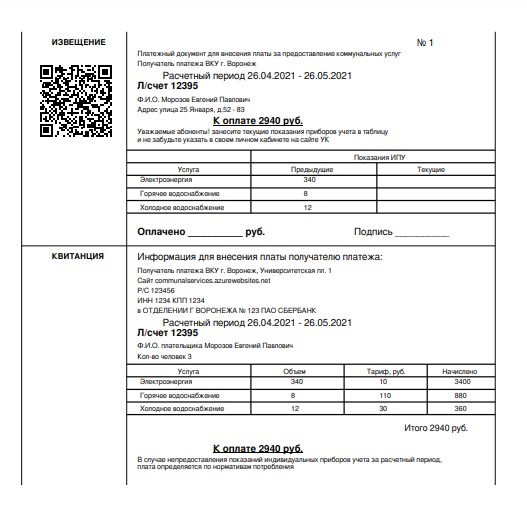 ИЗВЕЩЕНИЕ
№ 1
Платежный документ для внесения платы за предоставление коммунальных услуг
Получатель платежа ВКУ г. Воронеж
Расчетный период 26.04.2021 - 26.05.2021
Л/счет 12395
Ф.И.О. Морозов Евгений Павлович
Адрес улица 25 Января, д.52 - 83
К оплате 2940 руб.
Уважаемые абоненты! занесите текущие показания приборов учета в таблицу
и не забудьте указать в своем личном кабинете на сайте УК
Показания ИПУ
Услуга Предыдущие Текущие
Электроэнергия 340
Горячее водоснабжение 8
Холодное водоснабжение 12
Оплачено __________ руб. Подпись __________
КВИТАНЦИЯ
Информация для внесения платы получателю платежа:
Получатель платежа ВКУ г. Воронеж, Университетская пл. 1
Сайт communalservices.azurewebsites.net
Р/С 123456
ИНН 1234 КПП 1234
в ОТДЕЛЕНИИ Г ВОРОНЕЖА № 123 ПАО СБЕРБАНК
Расчетный период 26.04.2021 - 26.05.2021
Л/счет 12395
Ф.И.О. плательщика Морозов Евгений Павлович
Кол-во человек 3
Услуга Объем Тариф, руб. Начислено
Электроэнергия 340 10 3400
Горячее водоснабжение 8 110 880
Холодное водоснабжение 12 30 360
Итого 2940 руб.
К оплате 2940 руб.
В случае непредоставления показаний индивидуальных приборов учета за расчетный период,
плата определяется по нормативам потребления